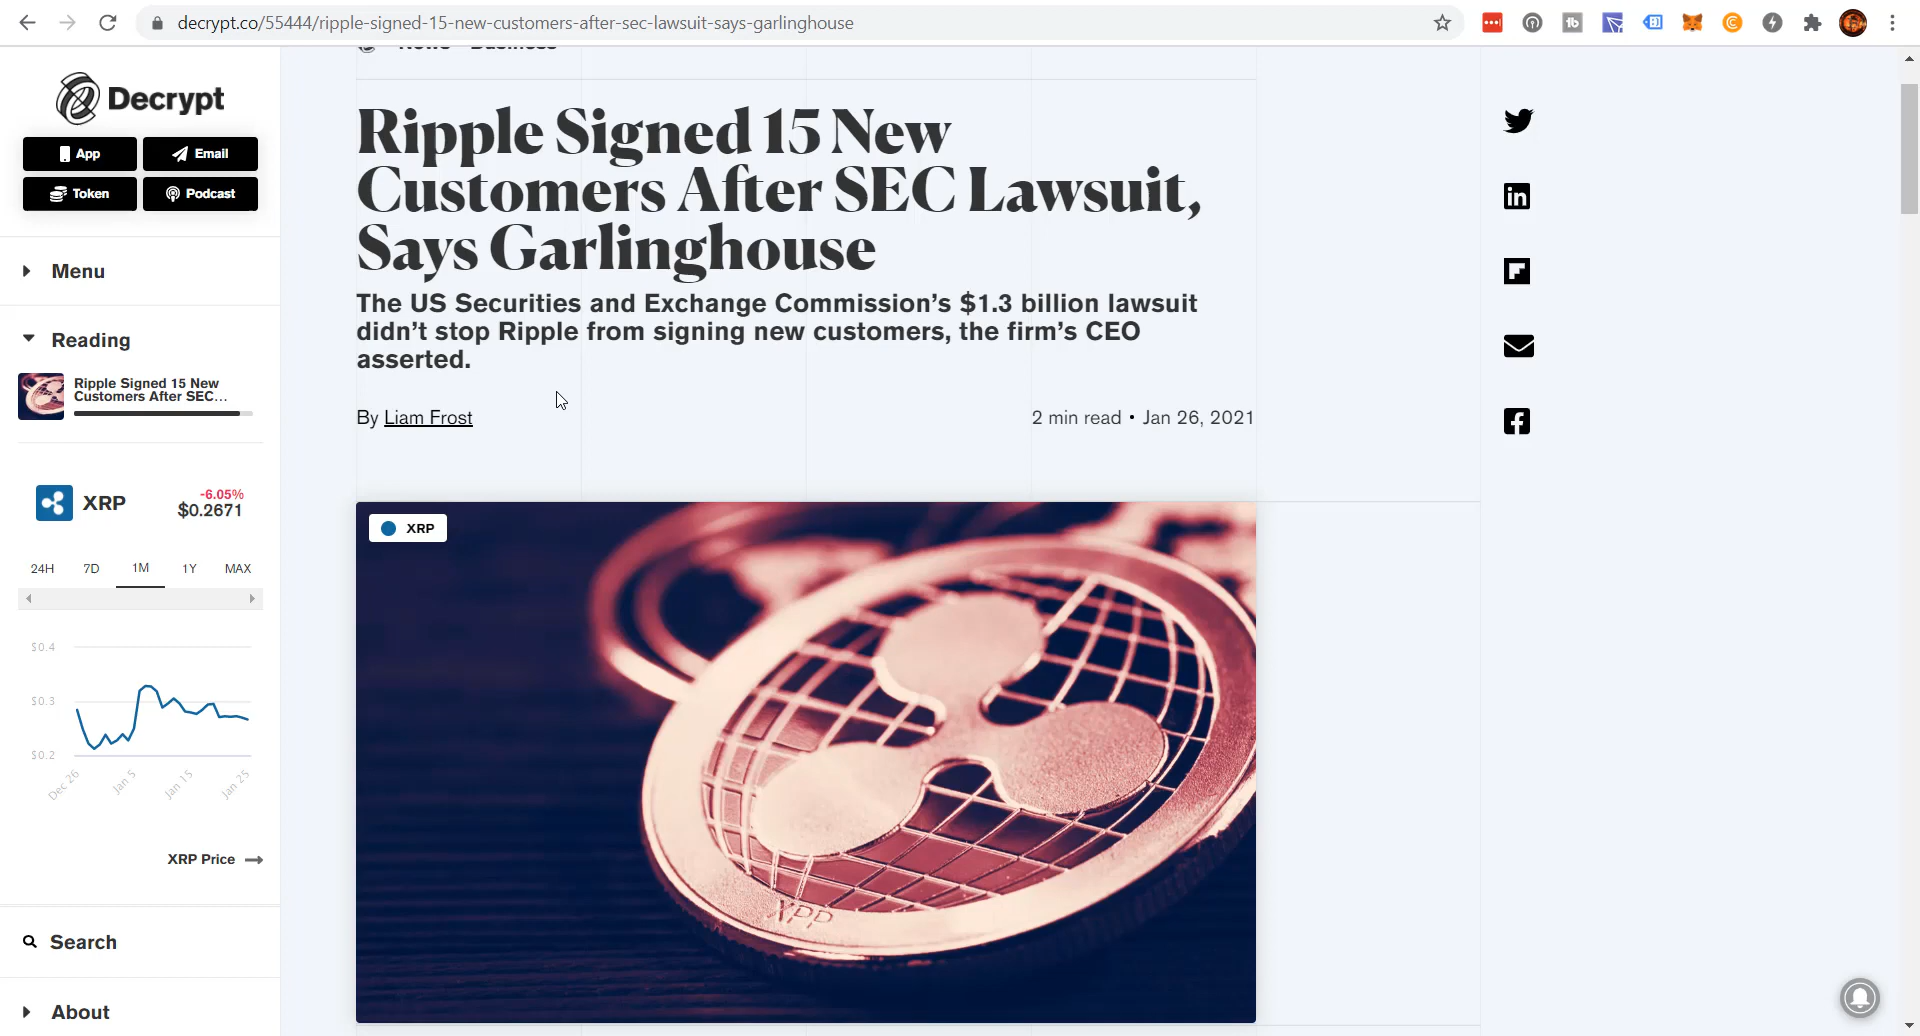 decrypt.co/55444/ripple-signed-15-new-customers-after-sec-lawsuit-says-garlinghouse
Decrypt
App
Email
Token
Podcast
Menu
Reading
Ripple Signed 15 New
Customers After SEC...
XRP
-6.05%
$0.2671
24H 7D 1M 1Y MAX
$0.4
$0.3
$0.2
Dec 26 Jan 5 Jan 15 Jan 25
XRP Price
Search
About
News Business
Ripple Signed 15 New
Customers After SEC Lawsuit,
Says Garlinghouse
The US Securities and Exchange Commission’s $1.3 billion lawsuit
didn’t stop Ripple from signing new customers, the firm’s CEO
asserted.
By Liam Frost
2 min read • Jan 26, 2021
XRP
XRP